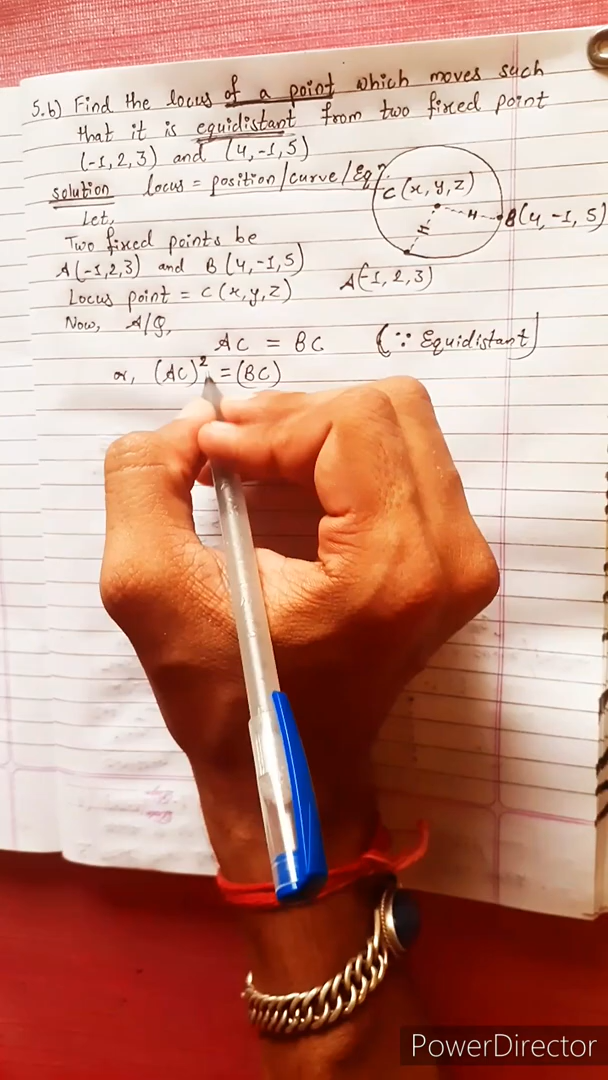 5.b) Find the locus of a point which moves such
that it is equidistant from two fixed point
(-1,2,3) and (4,-1,5)
solution locus = position/curve/Eqⁿ.
C(x,y,z)
Let,
B(4,-1,5)
Two fixed points be
A(-1,2,3) and B(4,-1,5)
A(-1,2,3)
Locus point = C(x,y,z)
Now, A/Q,
AC = BC (∵ Equidistant)
or, (AC)² = (BC)
PowerDirector